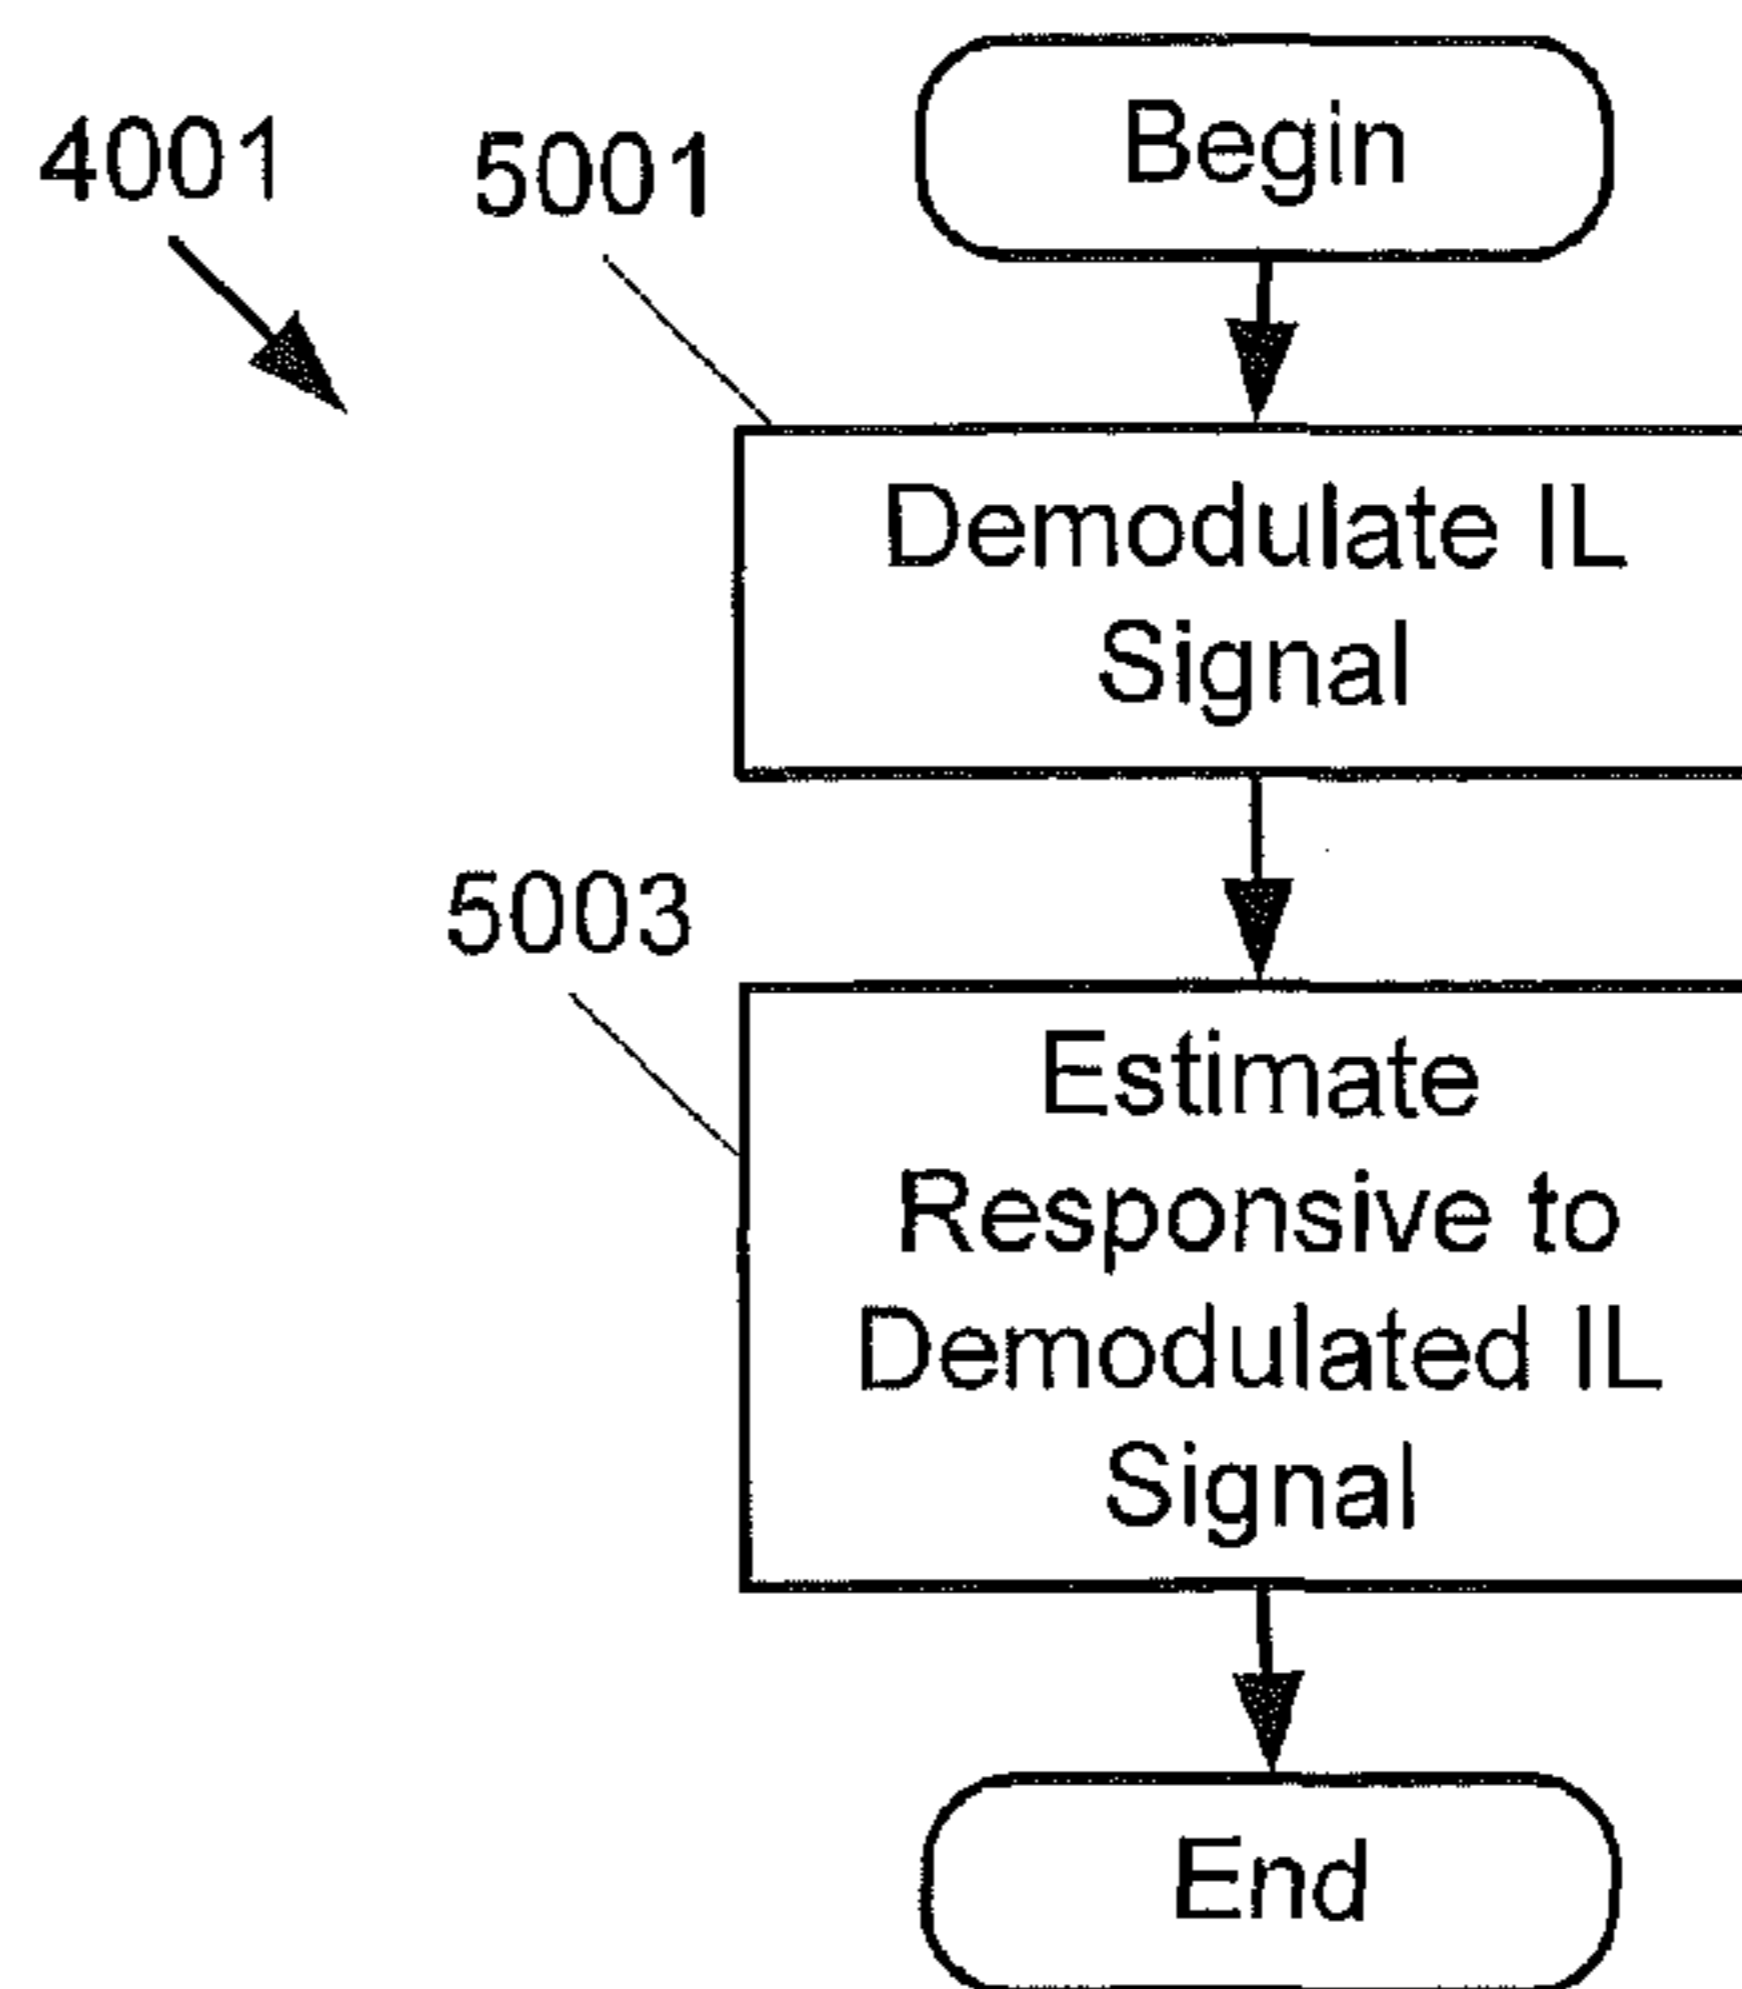 Begin
4001
5001
Demodulate IL
Signal
5003
Estimate
Responsive to
Demodulated IL
Signal
End